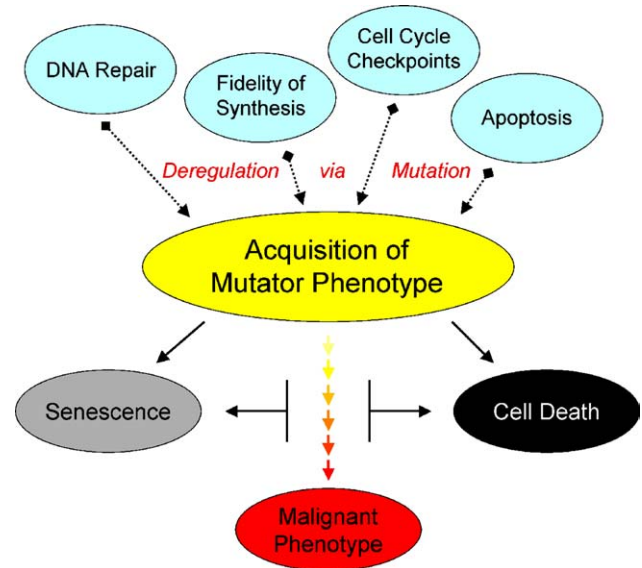 DNA Repair
Fidelity of
Synthesis
Cell Cycle
Checkpoints
Apoptosis
Deregulation via Mutation
Acquisition of
Mutator Phenotype
Senescence
Cell Death
Malignant
Phenotype